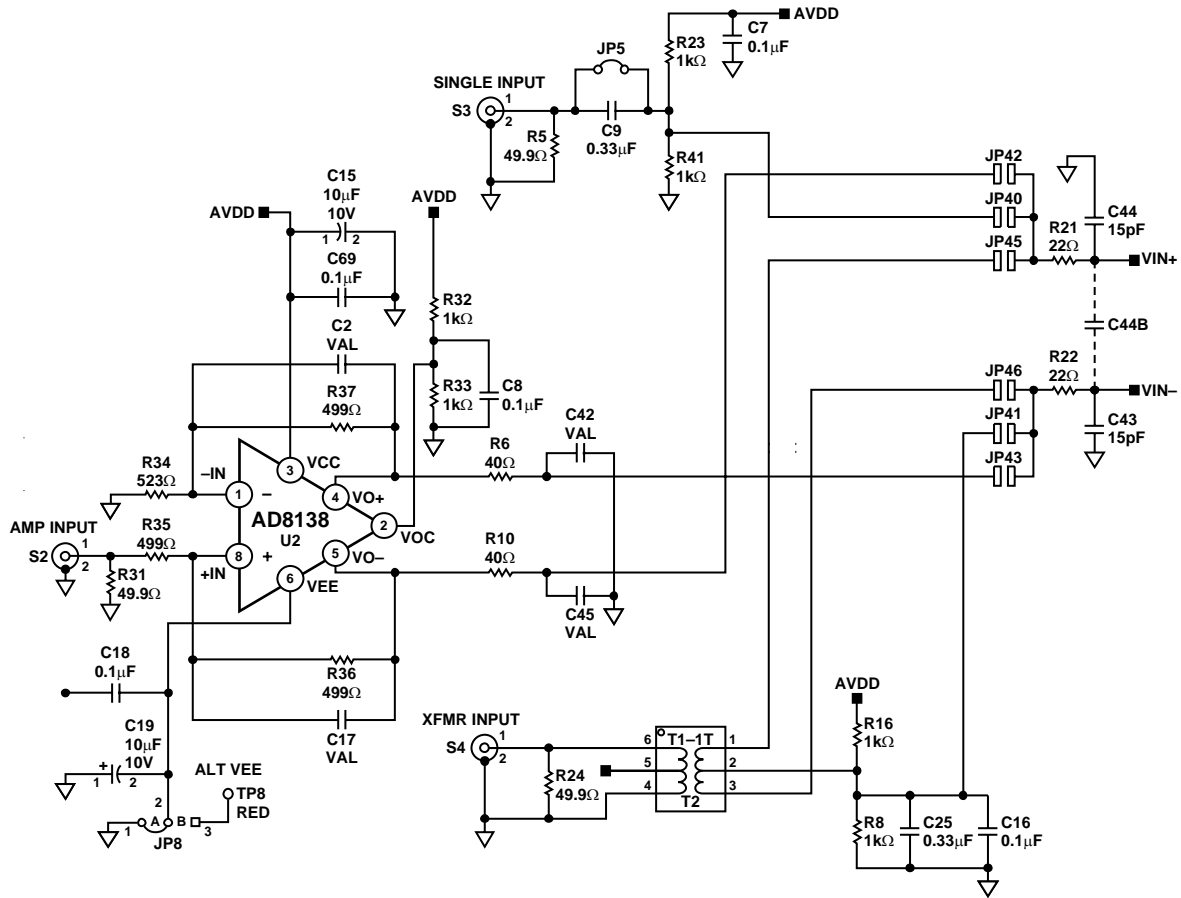 AVDD
C7
0.1µF
R23
1kΩ
JP5
SINGLE INPUT
S3
1
2
R5
49.9Ω
C9
0.33µF
R41
1kΩ
JP42
JP40
JP45
R21
22Ω
C44
15pF
VIN+
C44B
C15
10µF
10V
AVDD
1
2
C69
0.1µF
AVDD
R32
1kΩ
R33
1kΩ
C8
0.1µF
C2
VAL
R37
499Ω
JP46
JP41
JP43
R22
22Ω
VIN–
C43
15pF
C42
VAL
R6
40Ω
R34
523Ω
–IN
1
–
3
VCC
4
VO+
AD8138
U2
2
VOC
AMP INPUT
S2
1
2
R35
499Ω
R31
49.9Ω
8
+
+IN
5
VO–
6
VEE
R10
40Ω
C45
VAL
C18
0.1µF
R36
499Ω
C17
VAL
C19
10µF
10V
+
1
2
ALT VEE
TP8
RED
2
1
A
B
3
JP8
XFMR INPUT
S4
1
2
R24
49.9Ω
6
5
4
T1–1T
T2
1
2
3
AVDD
R16
1kΩ
R8
1kΩ
C25
0.33µF
C16
0.1µF